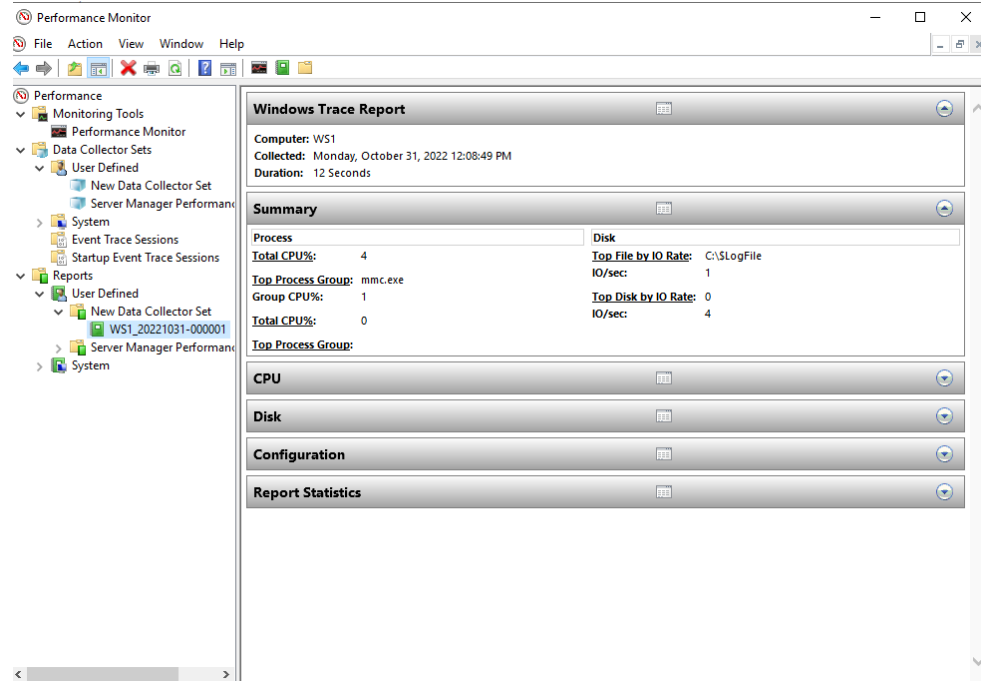 Performance Monitor
File Action View Window Help
Performance
Monitoring Tools
Performance Monitor
Data Collector Sets
User Defined
New Data Collector Set
Server Manager
System
Event Trace Sessions
Startup Event Trace Sessions
Reports
User Defined
New Data Collector Set
WS1_20221031-000001
Server Manager
System
Windows Trace Report
Computer: WS1
Collected: Monday, October 31, 2022 12:08:49 PM
Duration: 12 Seconds
Summary
Process
Total CPU%: 4
Top Process Group: mmc.exe
Group CPU%: 1
Total CPU%: 0
Top Process Group:
Disk
Top File by IO Rate: C:\$LogFile
IO/sec: 1
Top Disk by IO Rate: 0
IO/sec: 4
CPU
Disk
Configuration
Report Statistics